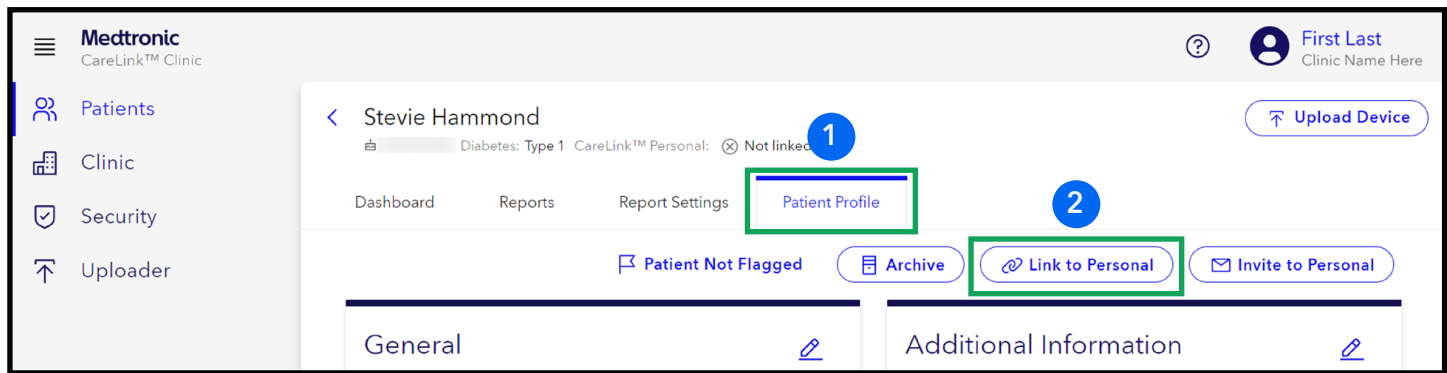 Medtronic
CareLink™ Clinic
First Last
Clinic Name Here
Patients
Clinic
Security
Uploader
Stevie Hammond
Upload Device
Diabetes: Type 1 CareLink™ Personal: Not linked
1
Dashboard Reports Report Settings Patient Profile
2
Patient Not Flagged Archive Link to Personal Invite to Personal
General
Additional Information